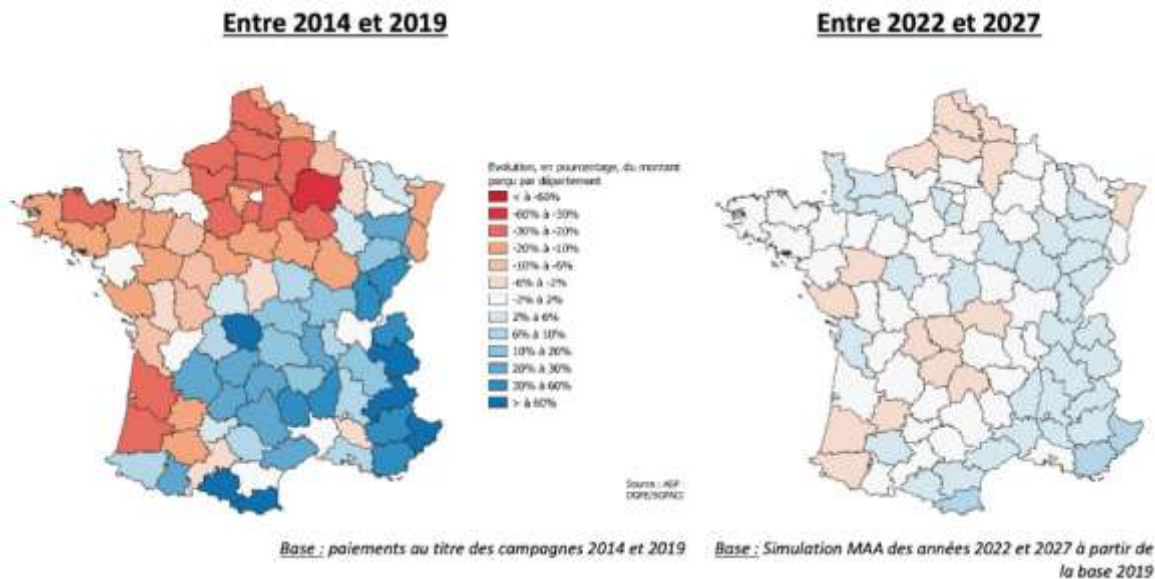 Entre 2014 et 2019
Entre 2022 et 2027
Evolution, en pourcentage, du montant
perçu par département
< à -60%
-60% à -30%
-30% à -20%
-20% à -10%
-10% à -6%
-6% à -2%
-2% à 2%
2% à 6%
6% à 10%
10% à 20%
20% à 30%
30% à 60%
> à 60%
Source : ASP
DGPE/SGPAC
Base : paiements au titre des campagnes 2014 et 2019
Base : Simulation MAA des années 2022 et 2027 à partir de
la base 2019